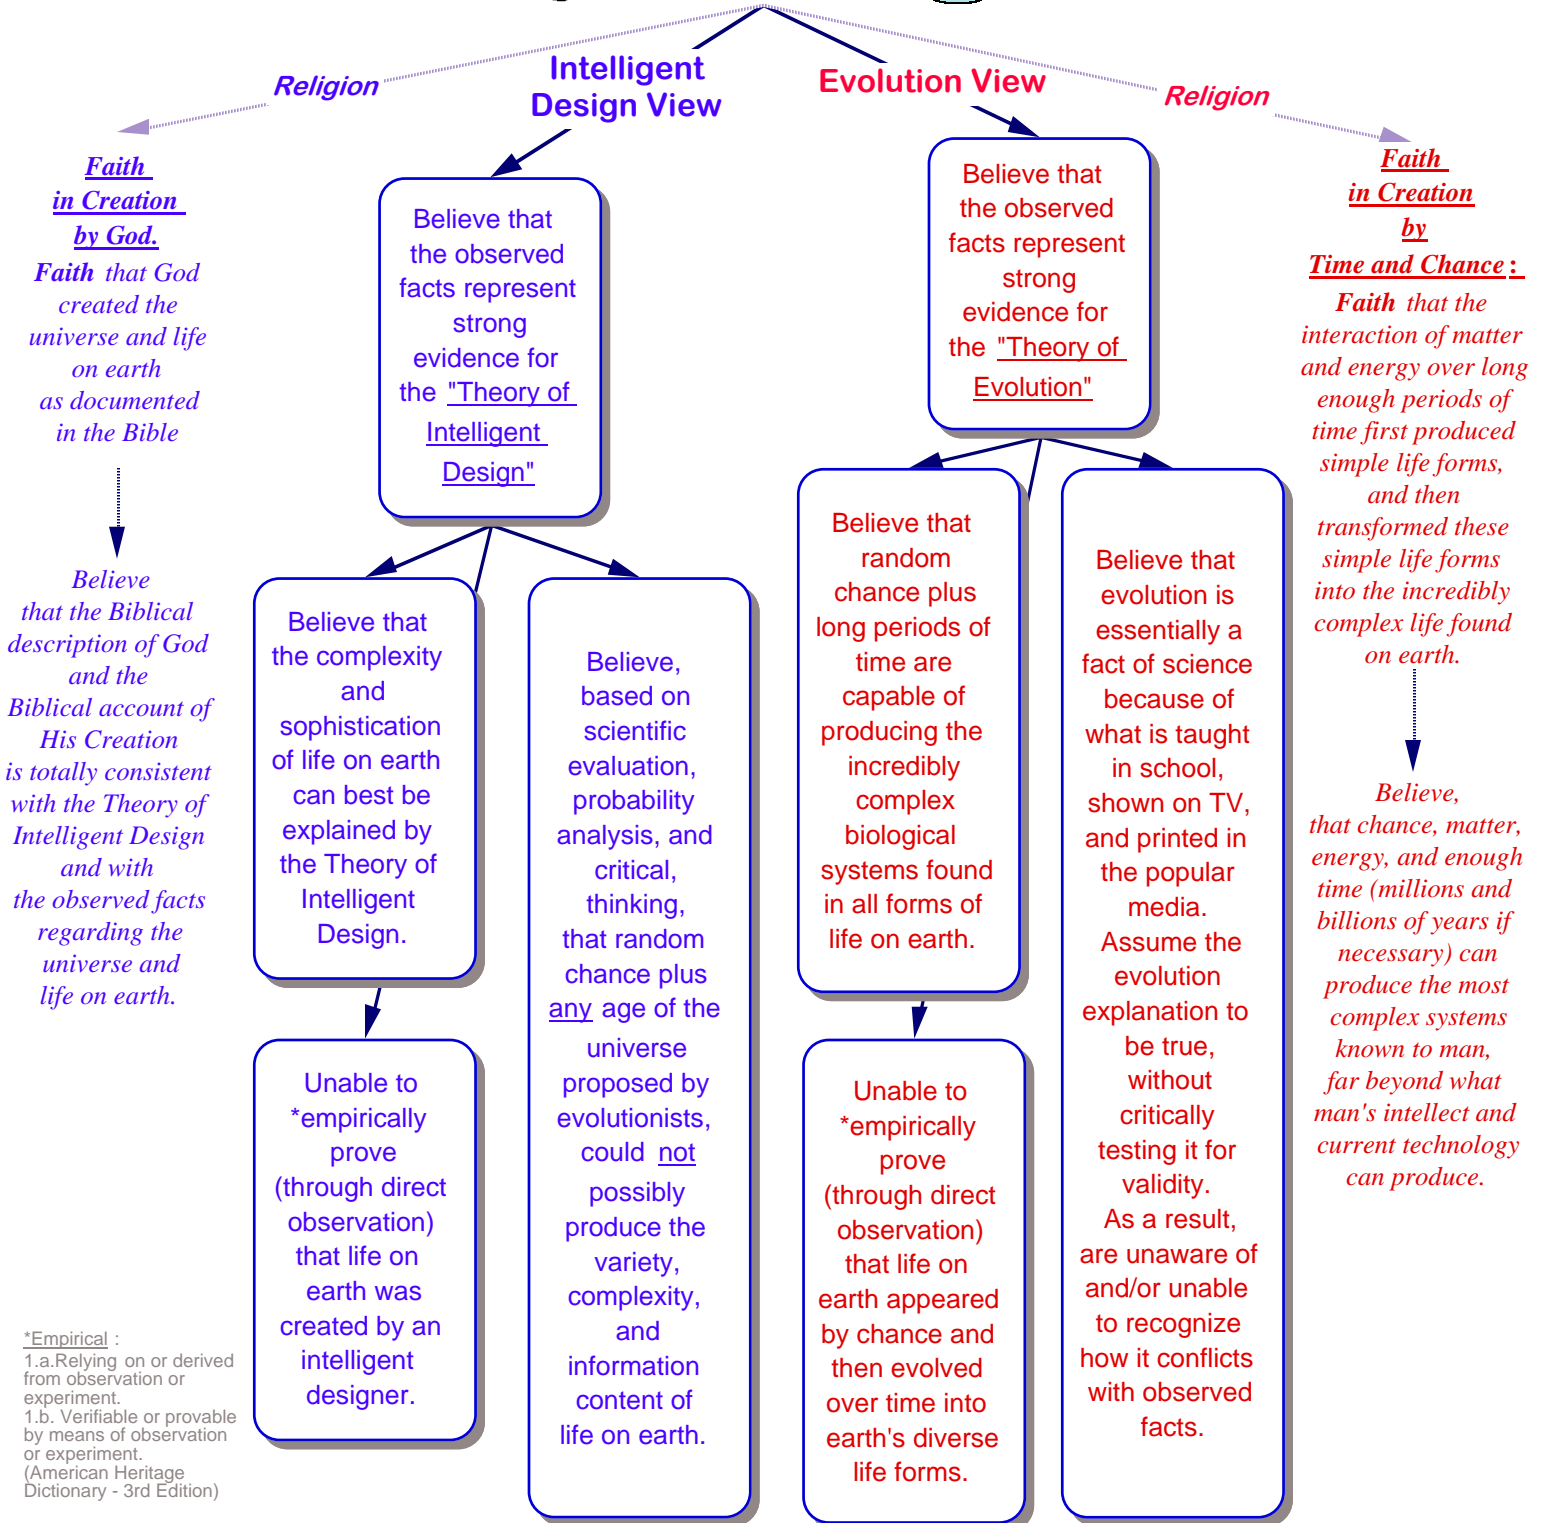 Religion
Intelligent
Design View
Evolution View
Religion
Faith
in Creation
by God.
Faith that God
created the
universe and life
on earth
as documented
in the Bible
Believe
that the Biblical
description of God
and the
Biblical account of
His Creation
is totally consistent
with the Theory of
Intelligent Design
and with
the observed facts
regarding the
universe and
life on earth.
Believe that
the observed
facts represent
strong
evidence for
the "Theory of
Intelligent
Design"
Believe that
the complexity
and
sophistication
of life on earth
can best be
explained by
the Theory of
Intelligent
Design.
Unable to
*empirically
prove
(through direct
observation)
that life on
earth was
created by an
intelligent
designer.
Believe,
based on
scientific
evaluation,
probability
analysis, and
critical,
thinking,
that random
chance plus
any age of the
universe
proposed by
evolutionists,
could not
possibly
produce the
variety,
complexity,
and
information
content of
life on earth.
Believe that
the observed
facts represent
strong
evidence for
the "Theory of
Evolution"
Believe that
random
chance plus
long periods of
time are
capable of
producing the
incredibly
complex
biological
systems found
in all forms of
life on earth.
Unable to
*empirically
prove
(through direct
observation)
that life on
earth appeared
by chance and
then evolved
over time into
earth's diverse
life forms.
Believe that
evolution is
essentially a
fact of science
because of
what is taught
in school,
shown on TV,
and printed in
the popular
media.
Assume the
evolution
explanation to
be true,
without
critically
testing it for
validity.
As a result,
are unaware of
and/or unable
to recognize
how it conflicts
with observed
facts.
Faith
in Creation
by
Time and Chance:
Faith that the
interaction of matter
and energy over long
enough periods of
time first produced
simple life forms,
and then
transformed these
simple life forms
into the incredibly
complex life found
on earth.
Believe,
that chance, matter,
energy, and enough
time (millions and
billions of years if
necessary) can
produce the most
complex systems
known to man,
far beyond what
man's intellect and
current technology
can produce.
*Empirical :
1.a.Relying on or derived
from observation or
experiment.
1.b. Verifiable or provable
by means of observation
or experiment.
(American Heritage
Dictionary - 3rd Edition)